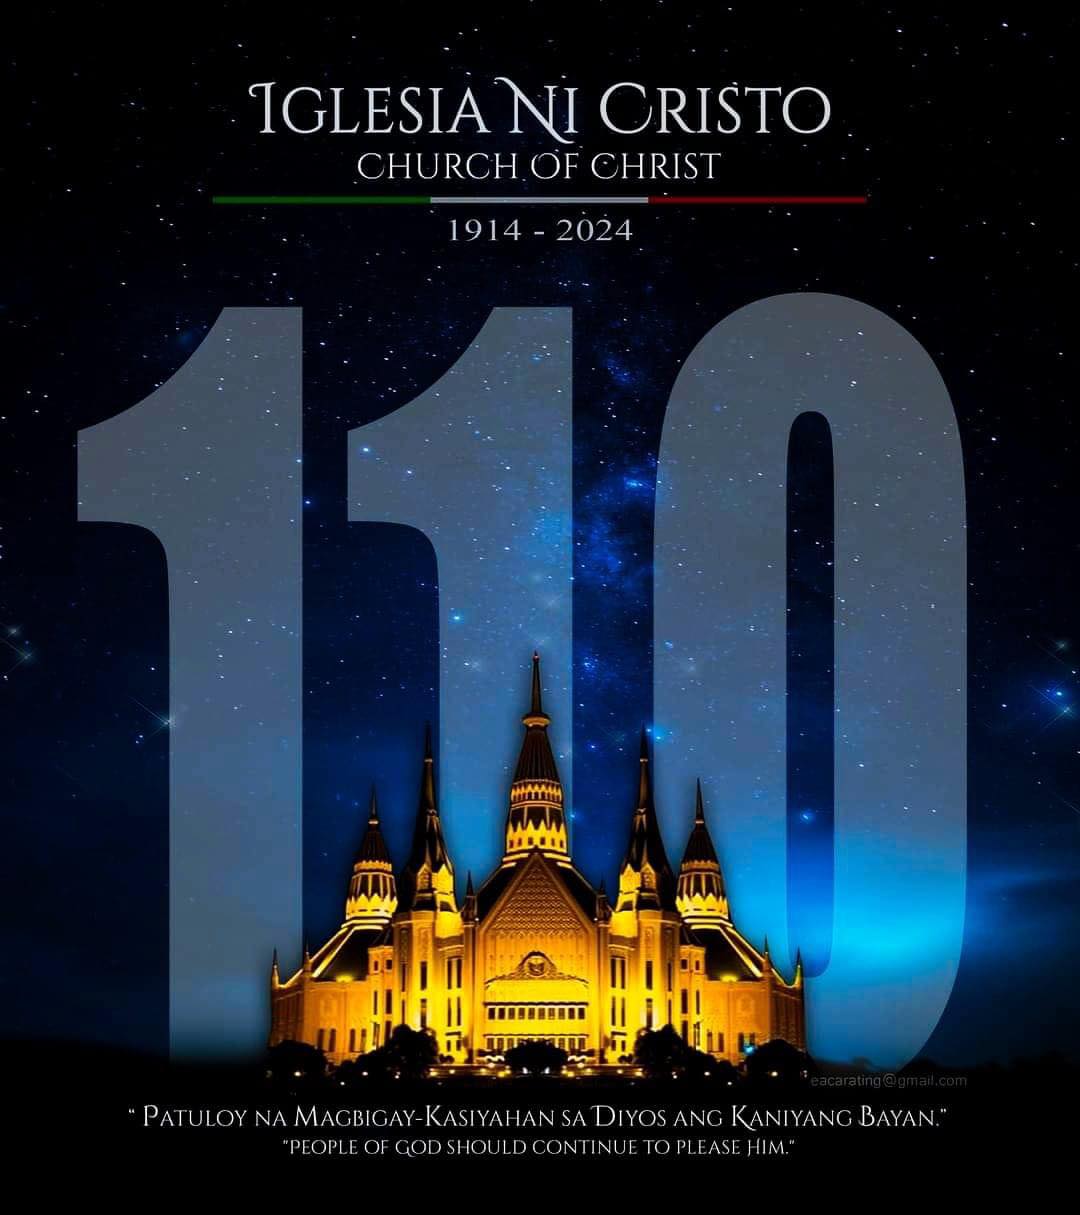 Iglesia Ni Cristo
Church Of Christ
1914 - 2024
110
eacarating@gmail.com
“ Patuloy na Magbigay-Kasiyahan sa Diyos ang Kaniyang Bayan.”
"People of God should continue to please Him."